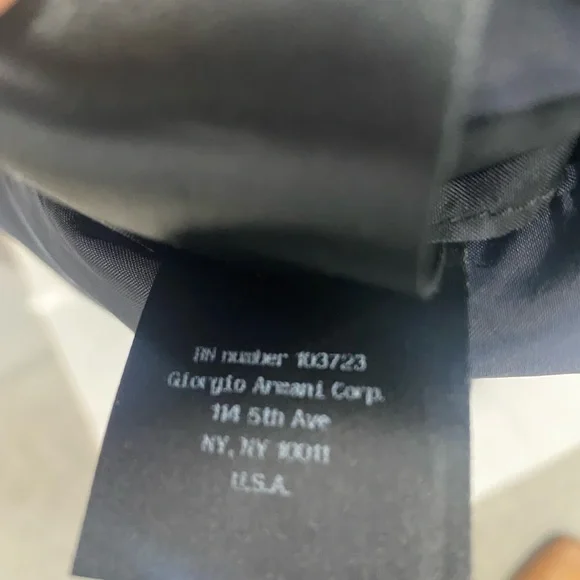 RN number 103723
Giorgio Armani Corp.
114 5th Ave
NY, NY 10011
U.S.A.